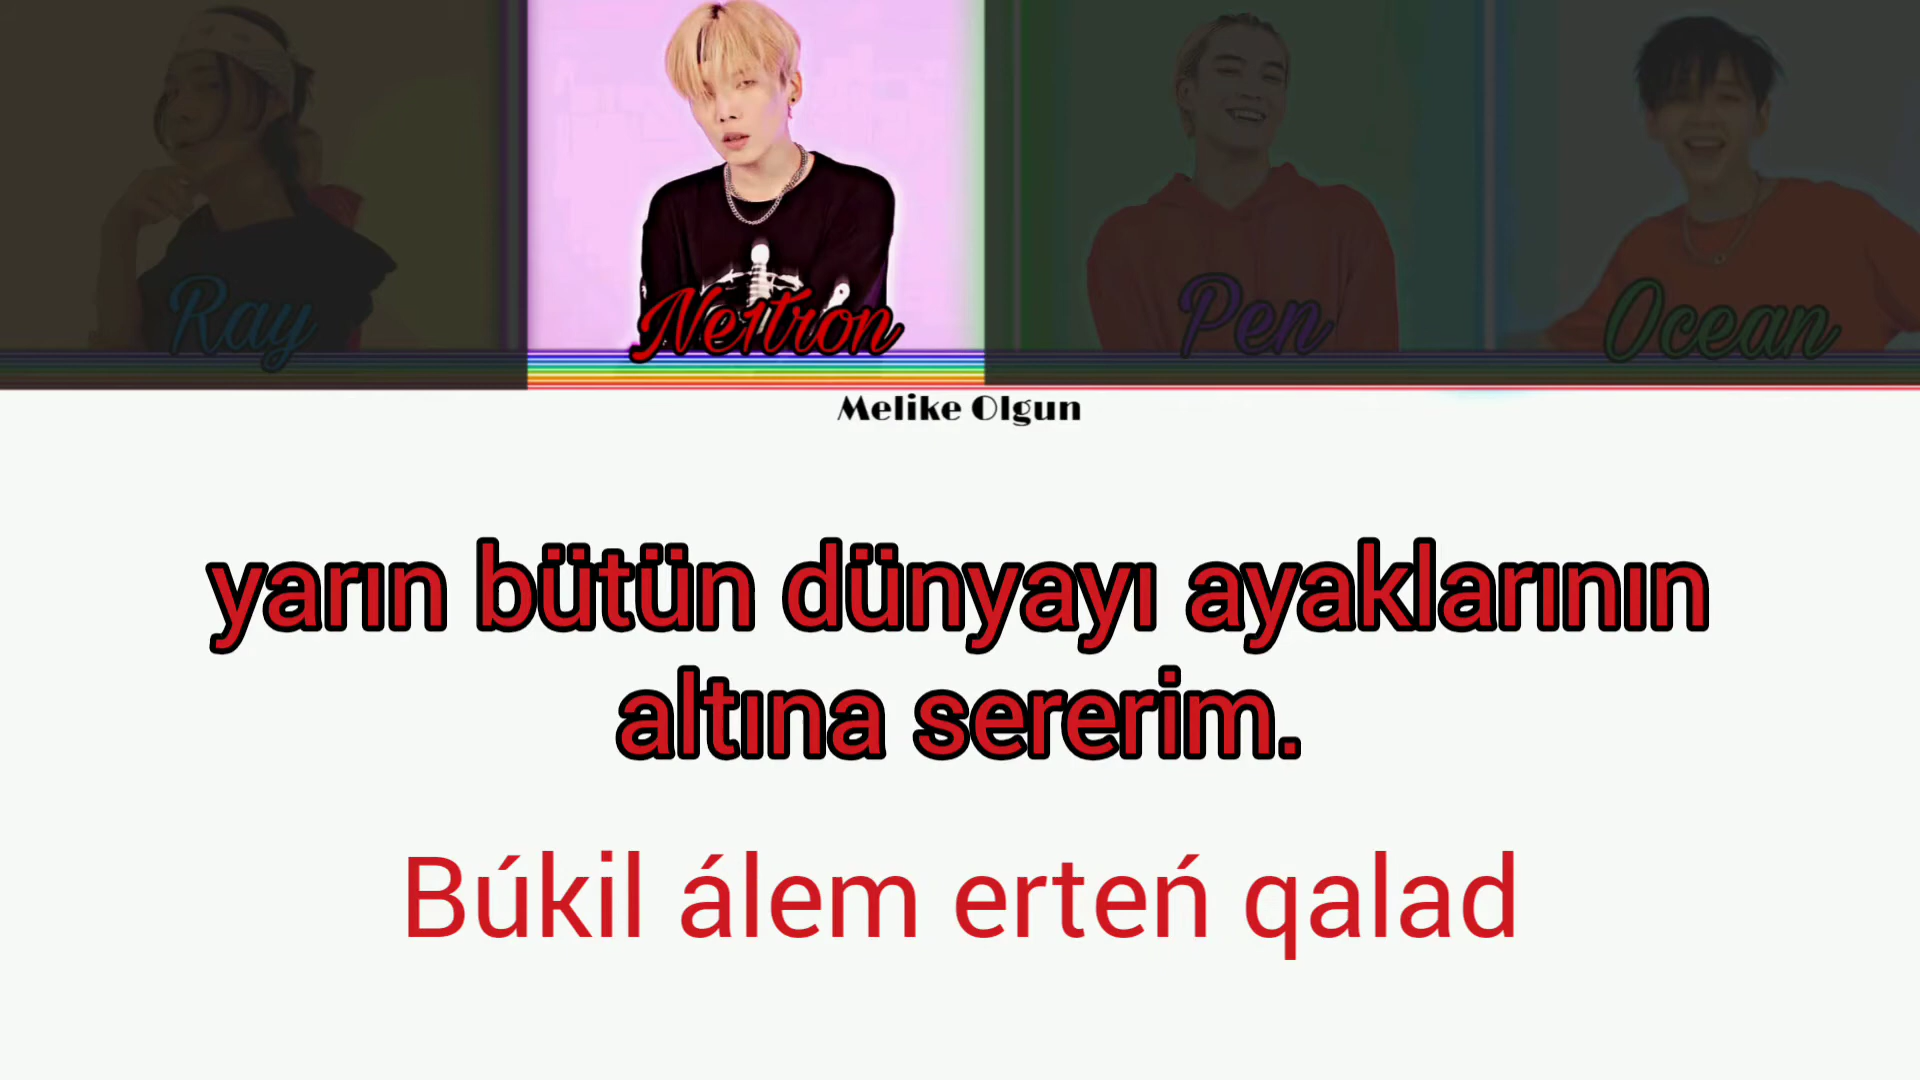 Ray
Ne1tron
Pen
Ocean
Melike Olgun
yarın bütün dünyayı ayaklarının
altına sererim.
Búkil álem erteń qalad